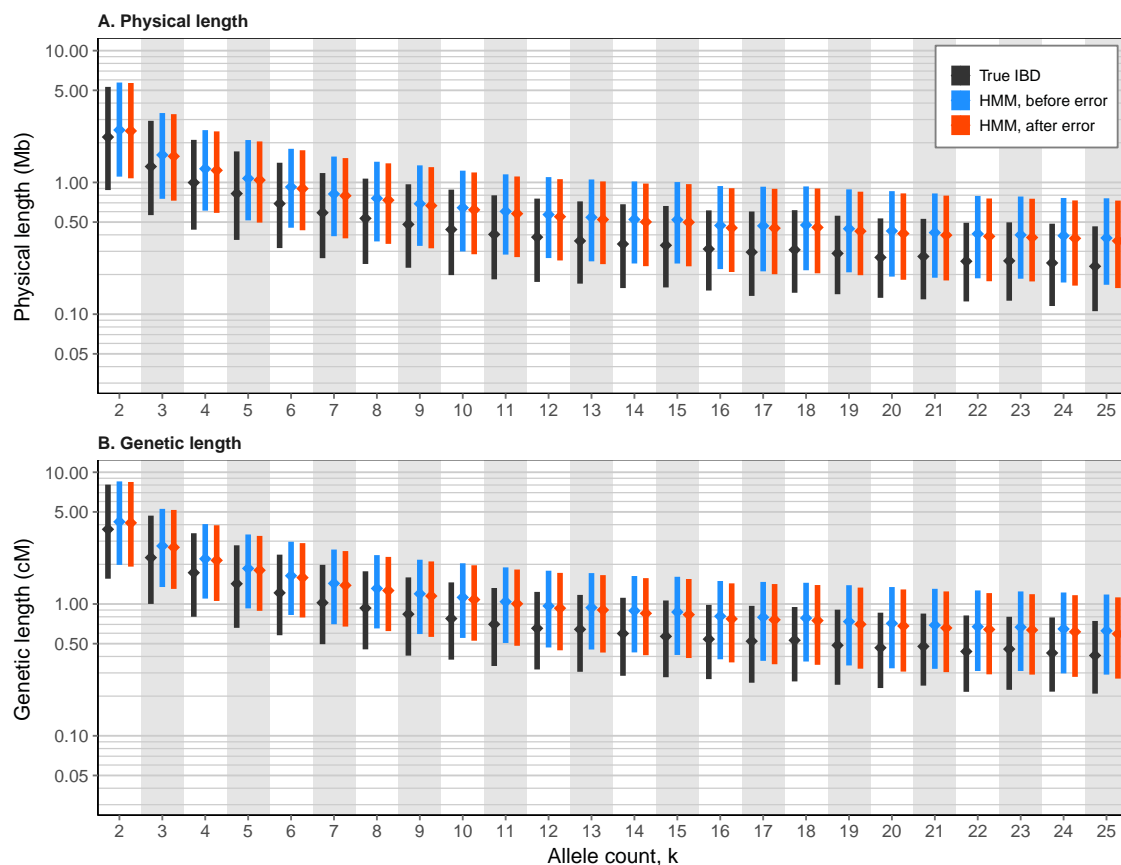 A. Physical length
10.00
5.00
1.00
0.50
0.10
0.05
Physical length (Mb)
True IBD
HMM, before error
HMM, after error
2 3 4 5 6 7 8 9 10 11 12 13 14 15 16 17 18 19 20 21 22 23 24 25
B. Genetic length
10.00
5.00
1.00
0.50
0.10
0.05
Genetic length (cM)
2 3 4 5 6 7 8 9 10 11 12 13 14 15 16 17 18 19 20 21 22 23 24 25
Allele count, k